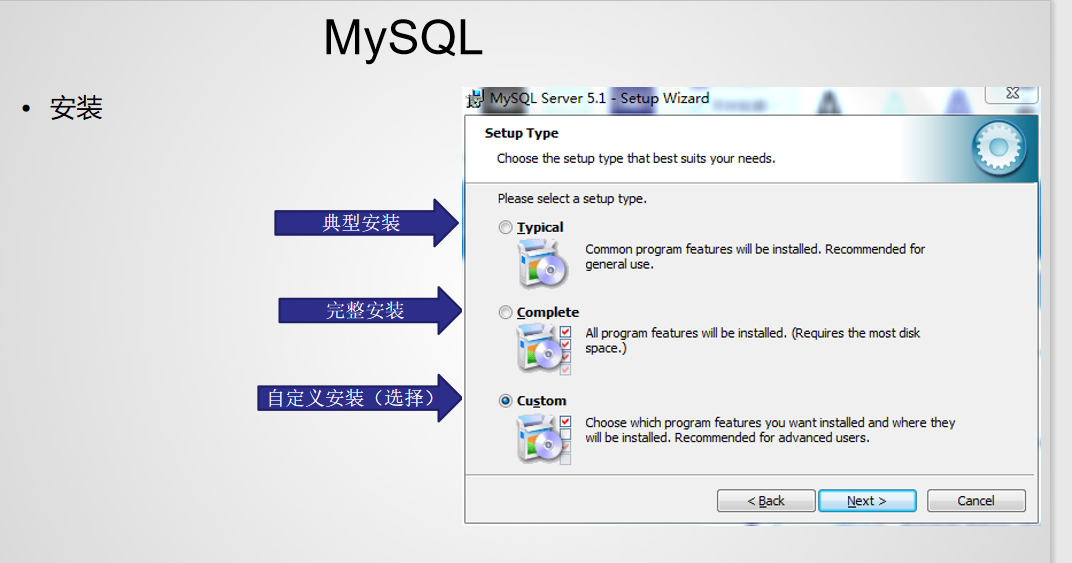 MySQL
• 安装
MySQL Server 5.1 - Setup Wizard
Setup Type
Choose the setup type that best suits your needs.
Please select a setup type.
典型安装
Typical
Common program features will be installed. Recommended for
general use.
完整安装
Complete
All program features will be installed. (Requires the most disk
space.)
自定义安装（选择）
Custom
Choose which program features you want installed and where they
will be installed. Recommended for advanced users.
< Back
Next >
Cancel